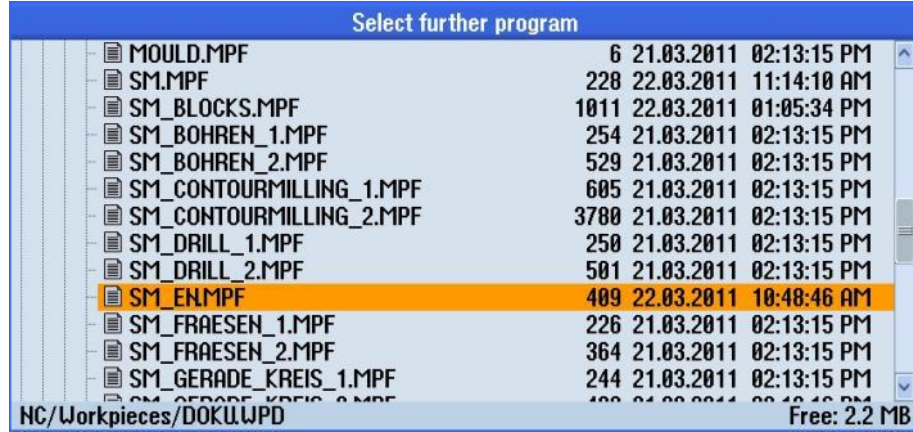 Select further program
MOULD.MPF 6 21.03.2011 02:13:15 PM
SM.MPF 228 22.03.2011 11:14:10 AM
SM_BLOCKS.MPF 1011 22.03.2011 01:05:34 PM
SM_BOHREN_1.MPF 254 21.03.2011 02:13:15 PM
SM_BOHREN_2.MPF 529 21.03.2011 02:13:15 PM
SM_CONTOURMILLING_1.MPF 605 21.03.2011 02:13:15 PM
SM_CONTOURMILLING_2.MPF 3780 21.03.2011 02:13:15 PM
SM_DRILL_1.MPF 250 21.03.2011 02:13:15 PM
SM_DRILL_2.MPF 501 21.03.2011 02:13:15 PM
SM_EN.MPF 409 22.03.2011 10:48:46 AM
SM_FRAESEN_1.MPF 226 21.03.2011 02:13:15 PM
SM_FRAESEN_2.MPF 364 21.03.2011 02:13:15 PM
SM_GERADE_KREIS_1.MPF 244 21.03.2011 02:13:15 PM
NC/Workpieces/DOKU.WPD Free: 2.2 MB